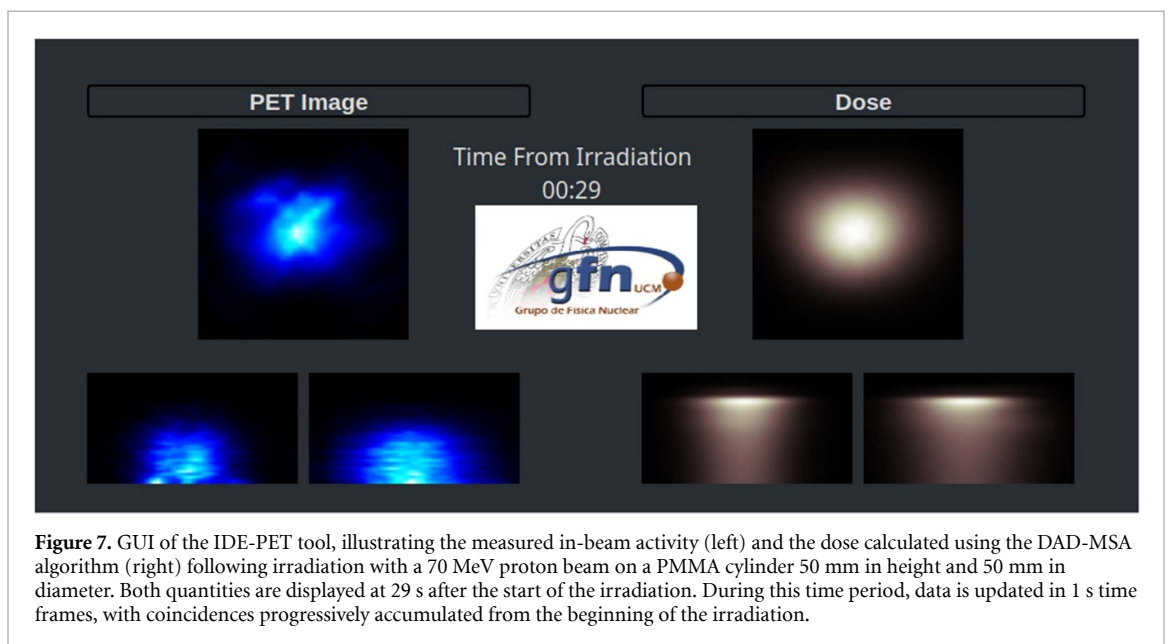 PET Image
Dose
Time From Irradiation
00:29
gfn
UCM
Grupo de Física Nuclear
Figure 7. GUI of the IDE-PET tool, illustrating the measured in-beam activity (left) and the dose calculated using the DAD-MSA
algorithm (right) following irradiation with a 70 MeV proton beam on a PMMA cylinder 50 mm in height and 50 mm in
diameter. Both quantities are displayed at 29 s after the start of the irradiation. During this time period, data is updated in 1 s time
frames, with coincidences progressively accumulated from the beginning of the irradiation.